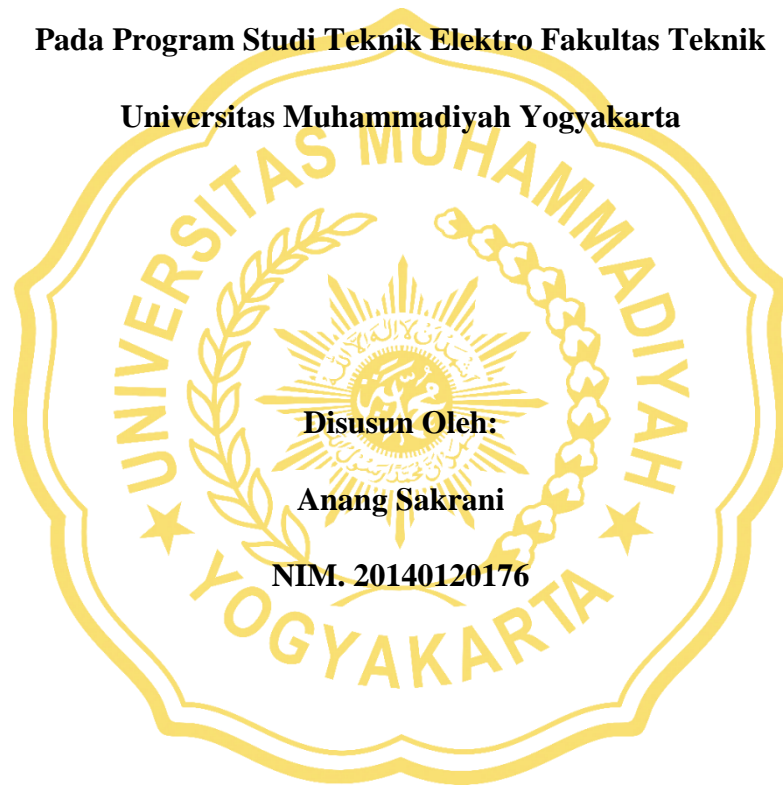 Pada Program Studi Teknik Elektro Fakultas Teknik
Universitas Muhammadiyah Yogyakarta
UNIVERSITAS MUHAMMADIYAH
Disusun Oleh:
Anang Sakrani
NIM. 20140120176
★ YOGYAKARTA ★